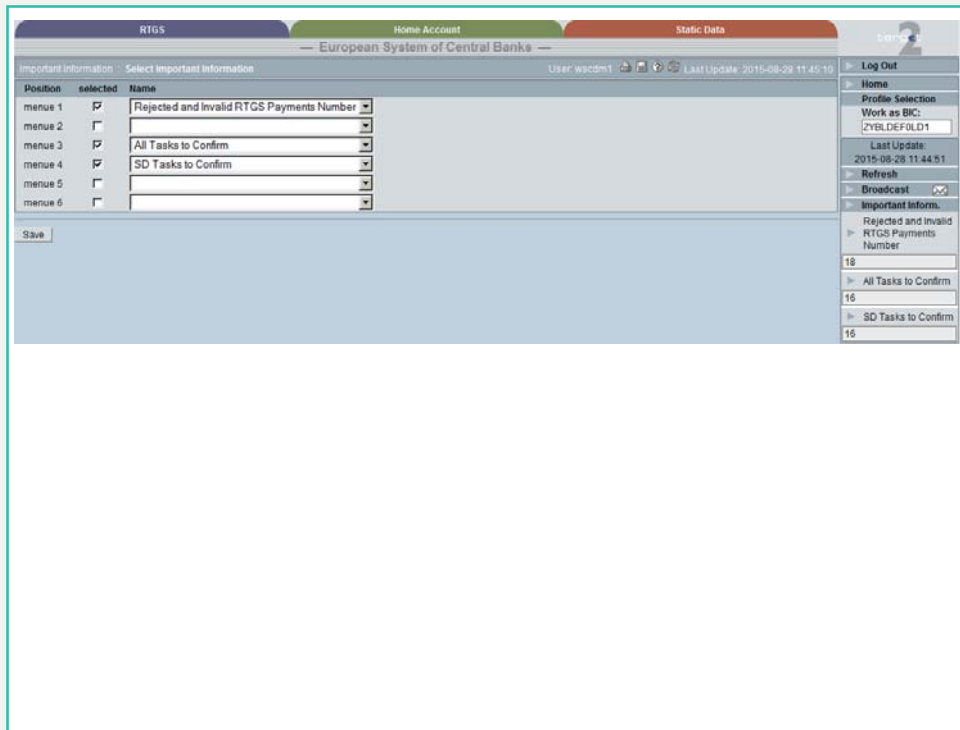 RTGS Home Account Static Data
— European System of Central Banks —
Important Information : Select Important Information User: wscdm1 Last Update: 2015-08-28 11:45:10
Position selected Name
menue 1 Rejected and Invalid RTGS Payments Number
menue 2
menue 3 All Tasks to Confirm
menue 4 SD Tasks to Confirm
menue 5
menue 6
Save
target 2
Log Out
Home
Profile Selection
Work as BIC:
ZYBLDEF0LD1
Last Update:
2015-08-28 11:44:51
Refresh
Broadcast
Important Inform.
Rejected and Invalid
RTGS Payments
Number
18
All Tasks to Confirm
16
SD Tasks to Confirm
16